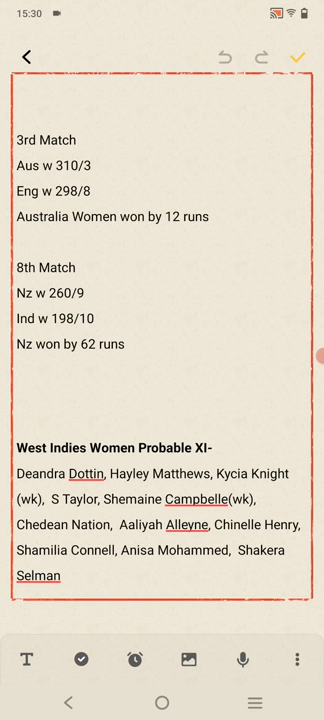 15:30
3rd Match
Aus w 310/3
Eng w 298/8
Australia Women won by 12 runs
8th Match
Nz w 260/9
Ind w 198/10
Nz won by 62 runs
West Indies Women Probable XI-
Deandra Dottin, Hayley Matthews, Kycia Knight
(wk),  S Taylor, Shemaine Campbelle(wk),
Chedean Nation,  Aaliyah Alleyne, Chinelle Henry,
Shamilia Connell, Anisa Mohammed,  Shakera
Selman
T